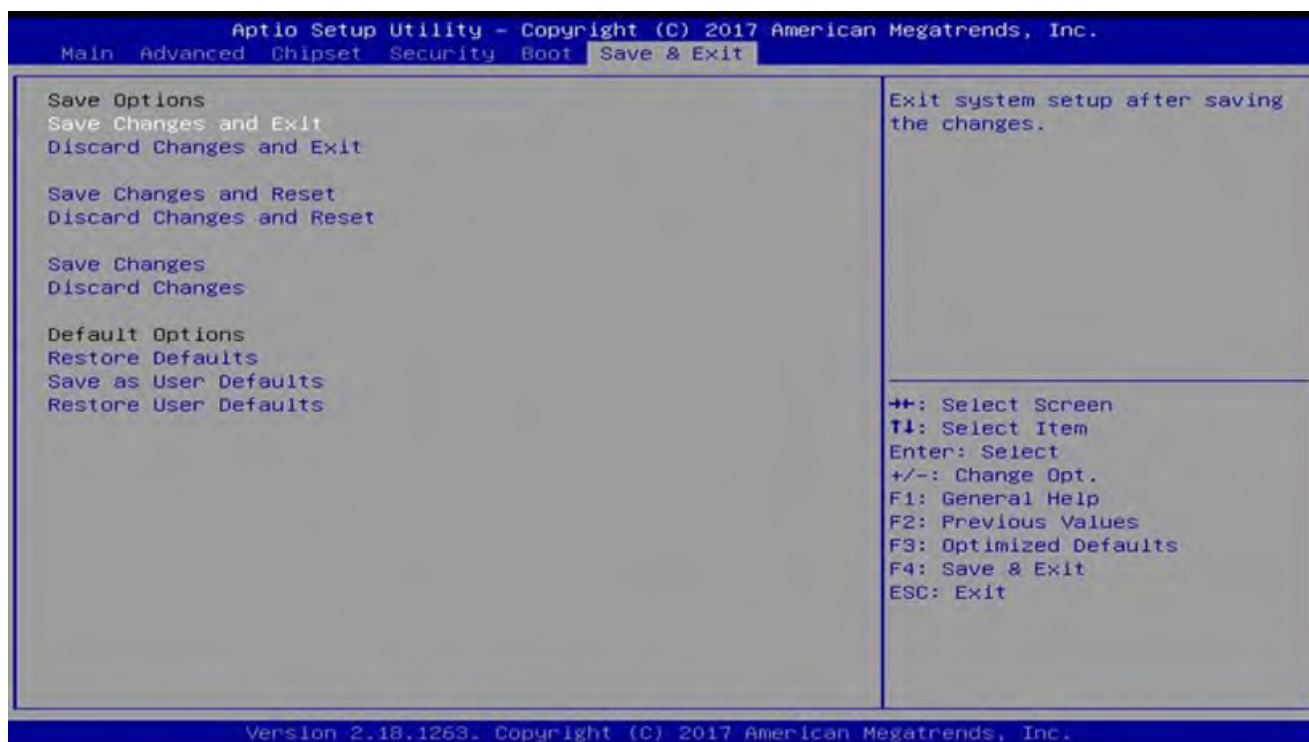 Aptio Setup Utility – Copyright (C) 2017 American Megatrends, Inc.
Main Advanced Chipset Security Boot Save & Exit
Save Options
Save Changes and Exit
Discard Changes and Exit
Save Changes and Reset
Discard Changes and Reset
Save Changes
Discard Changes
Default Options
Restore Defaults
Save as User Defaults
Restore User Defaults
Exit system setup after saving
the changes.
→←: Select Screen
↑↓: Select Item
Enter: Select
+/-: Change Opt.
F1: General Help
F2: Previous Values
F3: Optimized Defaults
F4: Save & Exit
ESC: Exit
Version 2.18.1263. Copyright (C) 2017 American Megatrends, Inc.